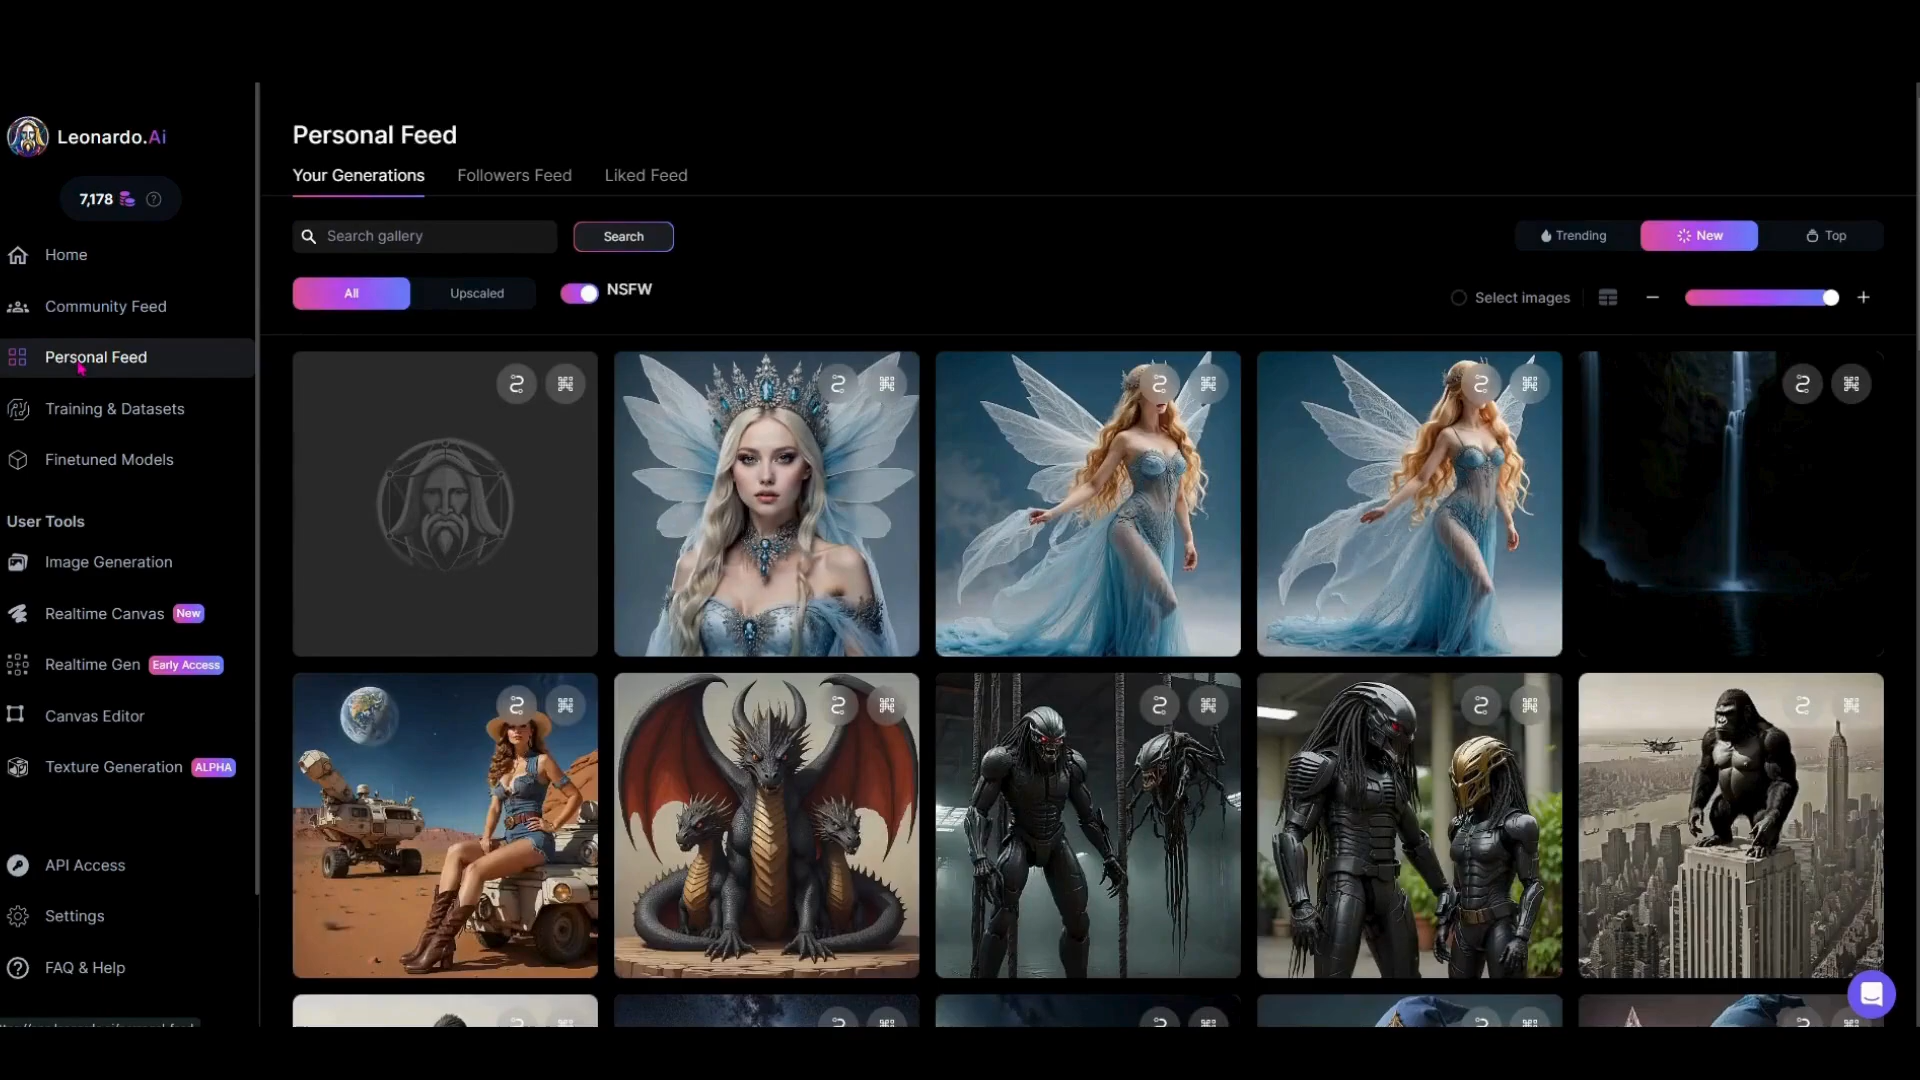 Leonardo.Ai
7,178
Home
Community Feed
Personal Feed
Training & Datasets
Finetuned Models
User Tools
Image Generation
Realtime Canvas New
Realtime Gen Early Access
Canvas Editor
Texture Generation ALPHA
API Access
Settings
FAQ & Help
Personal Feed
Your Generations Followers Feed Liked Feed
Search gallery Search
Trending New Top
All Upscaled NSFW
Select images